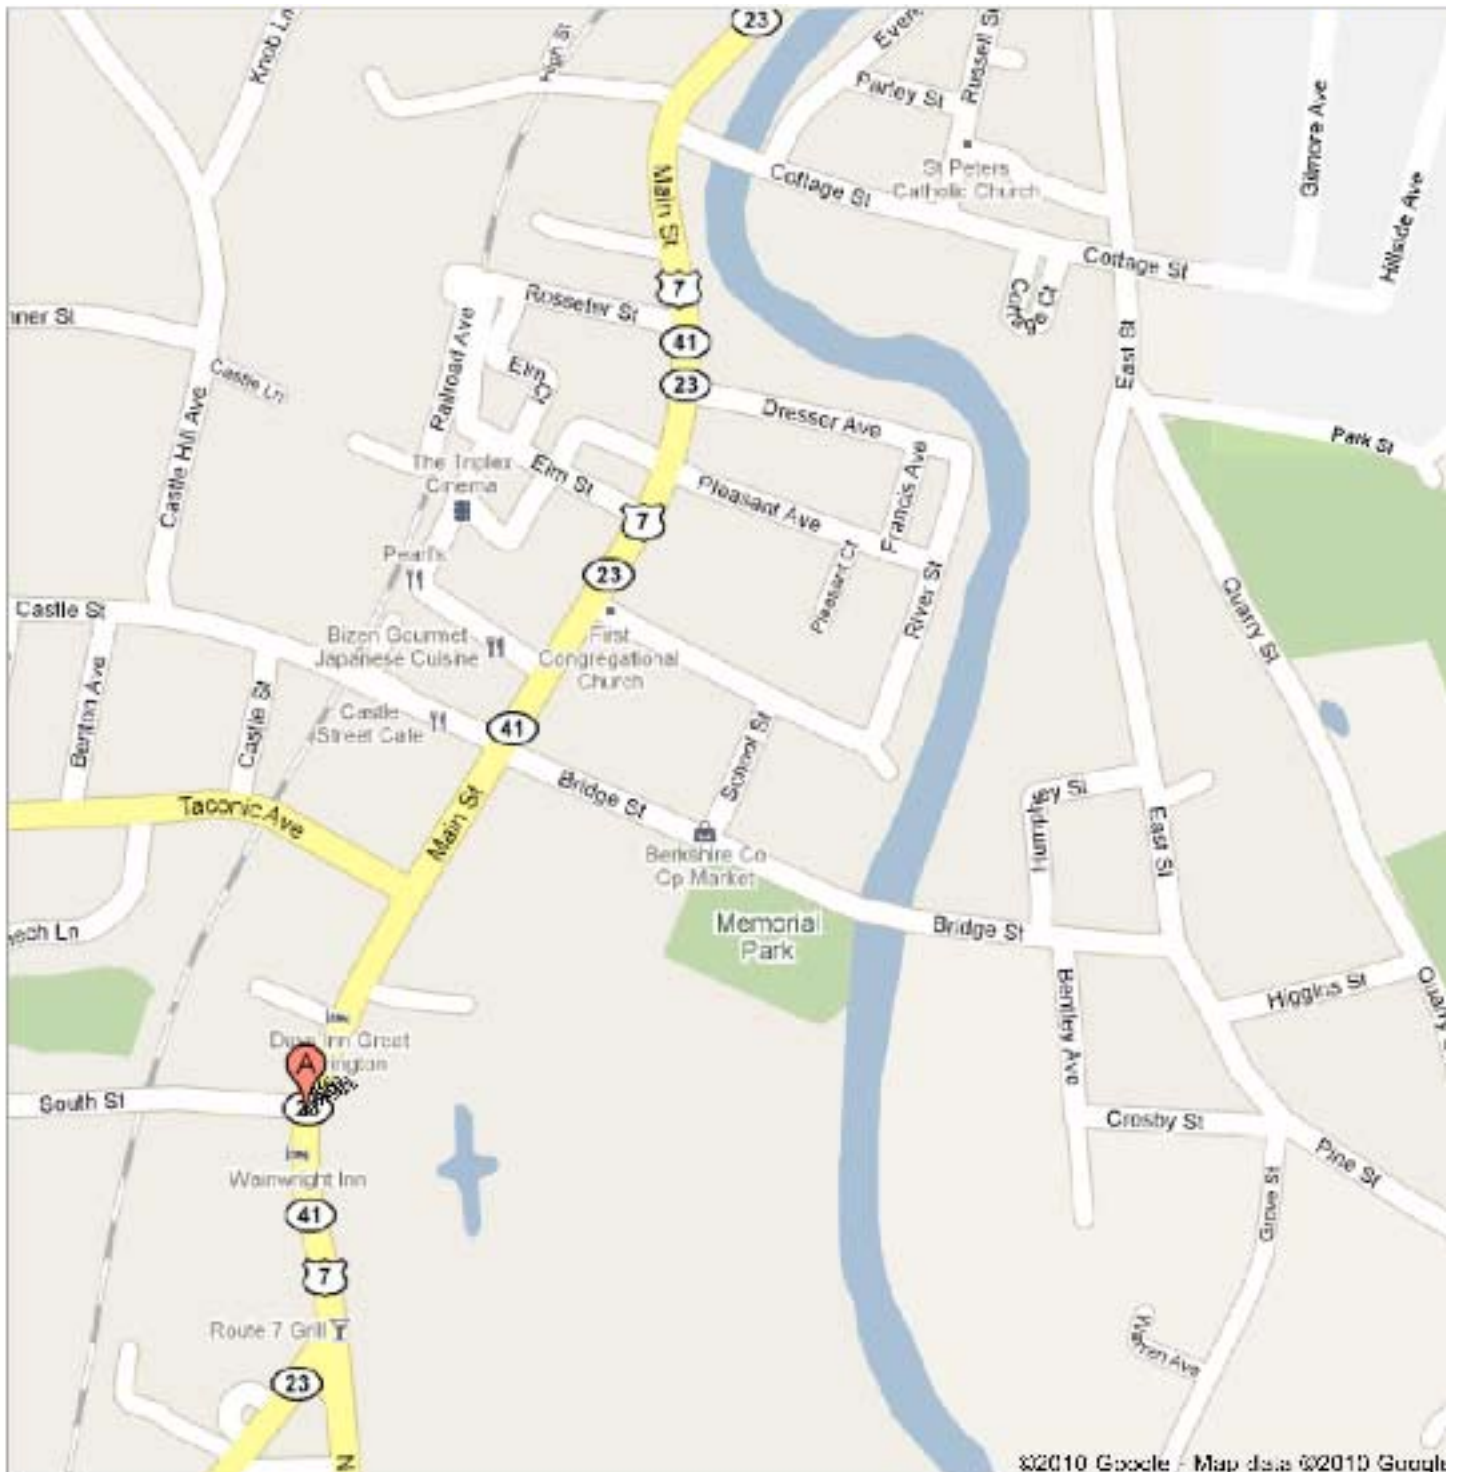 23
Knob Ln
High St
Russell St
Parley St
Gilmore Ave
St Peters
Catholic Church
Main St
Cottage St
Hillside Ave
Cottage St
7
Rosseter St
41
East St
Railroad Ave
Elm Ct
Castle Ln
23
Dresser Ave
Park St
Castle Hill Ave
The Triplex
Cinema
Elm St
Pleasant Ave
Francis Ave
7
Pearl's
23
Pleasant Ct
River St
Quarry St
Castle St
Bizen Gourmet
Japanese Cuisine
First
Congregational
Church
Benton Ave
Castle St
Castle
Street Cafe
41
School St
Bridge St
Taconic Ave
Main St
East St
Berkshire Co
Op Market
Memorial
Park
Bridge St
Higgins St
Bentley Ave
A
South St
Crosby St
Pine St
Wainwright Inn
41
Grove St
7
Route 7 Grill
23
Warren Ave
N
©2010 Google - Map data ©2010 Google